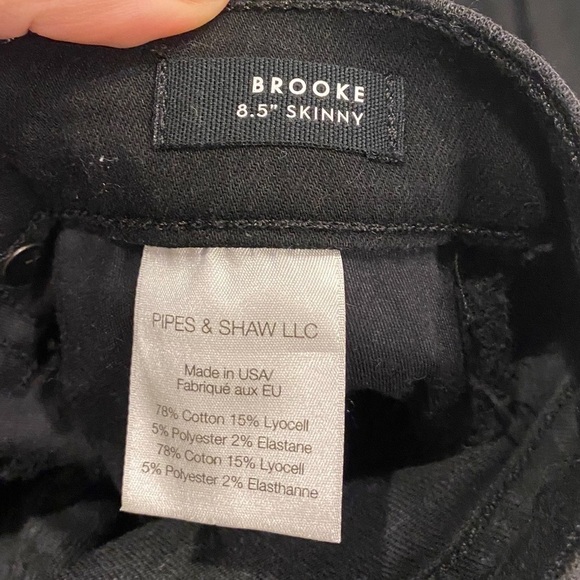 BROOKE
8.5" SKINNY
PIPES & SHAW LLC
Made in USA/
Fabriqué aux EU
78% Cotton 15% Lyocell
5% Polyester 2% Elastane
78% Cotton 15% Lyocell
5% Polyester 2% Elasthanne